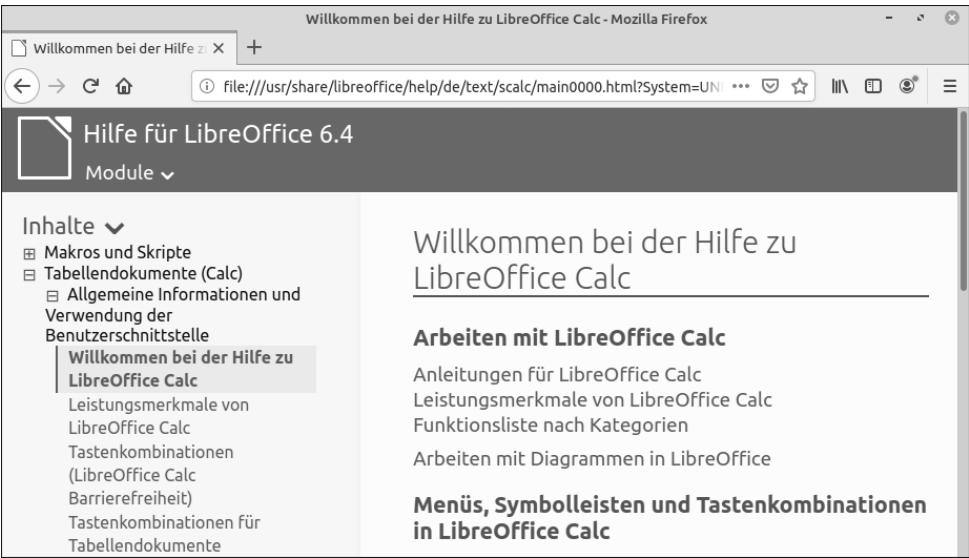 Willkommen bei der Hilfe zu LibreOffice Calc - Mozilla Firefox
Willkommen bei der Hilfe
file:///usr/share/libreoffice/help/de/text/scalc/main0000.html?System=UNI
Hilfe für LibreOffice 6.4
Module
Inhalte
Makros und Skripte
Tabellendokumente (Calc)
Allgemeine Informationen und
Verwendung der
Benutzerschnittstelle
Willkommen bei der Hilfe zu
LibreOffice Calc
Leistungsmerkmale von
LibreOffice Calc
Tastenkombinationen
(LibreOffice Calc
Barrierefreiheit)
Tastenkombinationen für
Tabellendokumente
Willkommen bei der Hilfe zu
LibreOffice Calc
Arbeiten mit LibreOffice Calc
Anleitungen für LibreOffice Calc
Leistungsmerkmale von LibreOffice Calc
Funktionsliste nach Kategorien
Arbeiten mit Diagrammen in LibreOffice
Menüs, Symbolleisten und Tastenkombinationen
in LibreOffice Calc